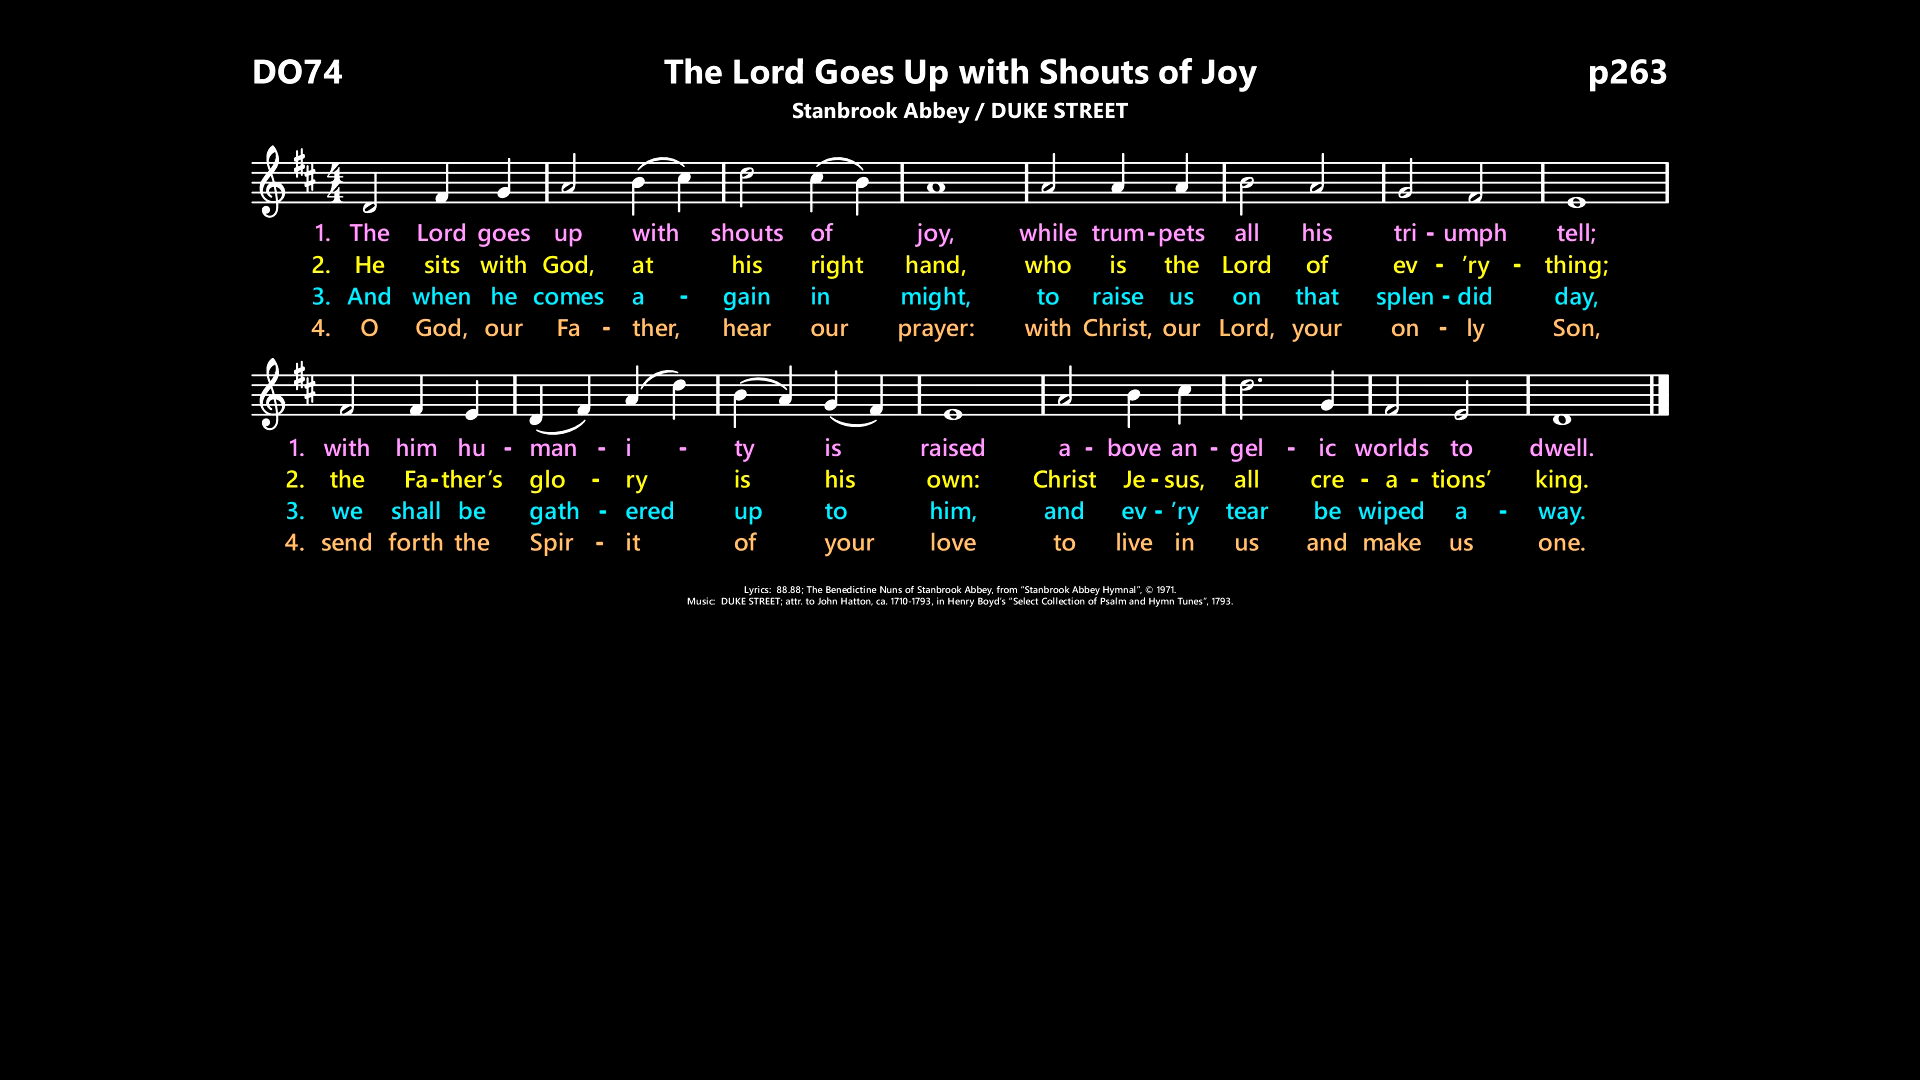 DO74 The Lord Goes Up with Shouts of Joy p263
Stanbrook Abbey / DUKE STREET
1. The Lord goes up with shouts of joy, while trum-pets all his tri - umph tell;
2. He sits with God, at his right hand, who is the Lord of ev - ’ry - thing;
3. And when he comes a - gain in might, to raise us on that splen - did day,
4. O God, our Fa - ther, hear our prayer: with Christ, our Lord, your on - ly Son,
1. with him hu - man - i - ty is raised a - bove an - gel - ic worlds to dwell.
2. the Fa-ther’s glo - ry is his own: Christ Je - sus, all cre - a - tions’ king.
3. we shall be gath - ered up to him, and ev - ’ry tear be wiped a - way.
4. send forth the Spir - it of your love to live in us and make us one.
Lyrics: 88.88; The Benedictine Nuns of Stanbrook Abbey, from “Stanbrook Abbey Hymnal”, © 1971.
Music: DUKE STREET; attr. to John Hatton, ca. 1710-1793, in Henry Boyd’s “Select Collection of Psalm and Hymn Tunes”, 1793.